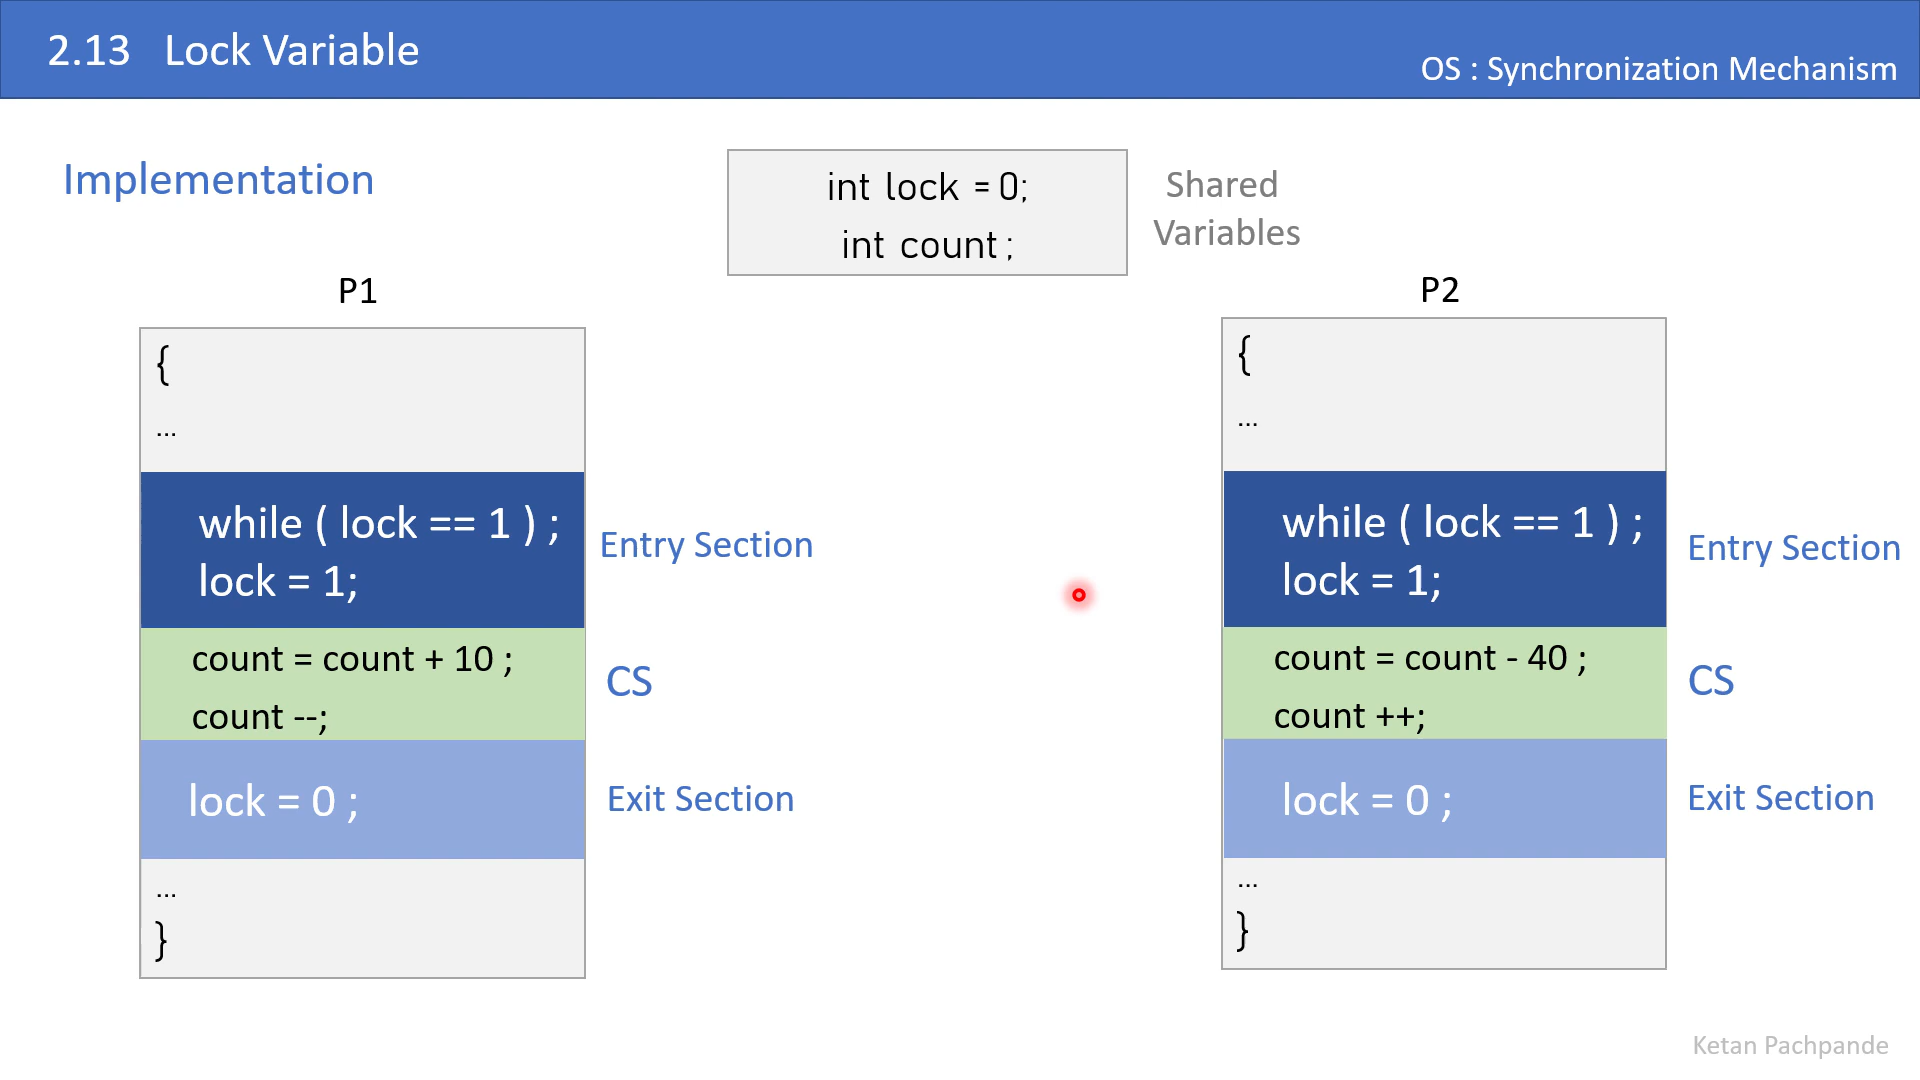 2.13 Lock Variable
OS : Synchronization Mechanism
Implementation
int lock = 0;
int count ;
Shared
Variables
P1
{
...
while ( lock == 1 ) ;
lock = 1;
Entry Section
count = count + 10 ;
count --;
CS
lock = 0 ;
Exit Section
...
}
P2
{
...
while ( lock == 1 ) ;
lock = 1;
Entry Section
count = count - 40 ;
count ++;
CS
lock = 0 ;
Exit Section
...
}
Ketan Pachpande